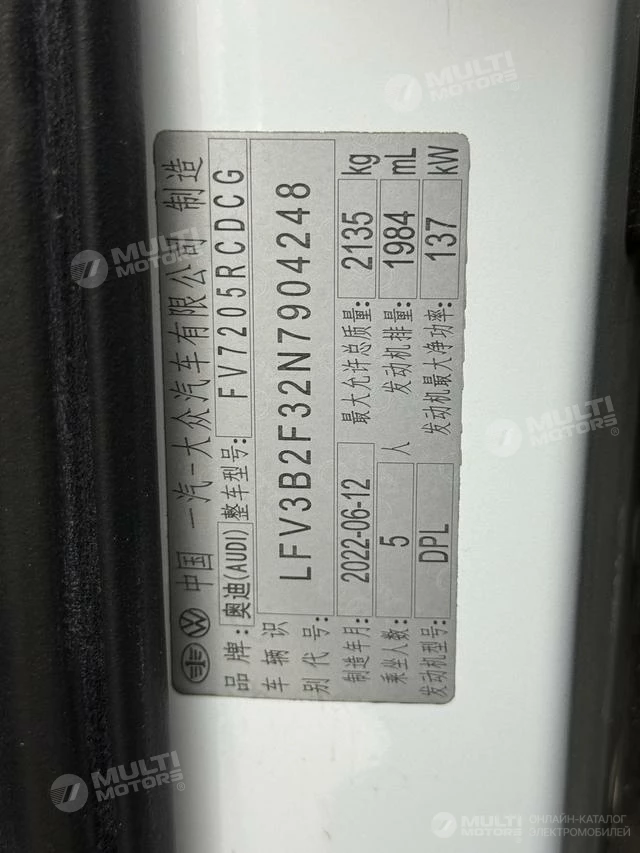 中国 一汽-大众汽车有限公司 制造
品牌: 奥迪(AUDI) 整车型号: FV7205RCDCG
车辆识别代号: LFV3B2F32N7904248
制造年月: 2022-06-12 最大允许总质量: 2135 kg
乘坐人数: 5 人 发动机排量: 1984 mL
发动机型号: DPL 发动机最大净功率: 137 kW
MULTI MOTORS®
MULTI MOTORS®
MULTI MOTORS®
MULTI MOTORS®
MULTI MOTORS®
MULTI MOTORS ОНЛАЙН-КАТАЛОГ ЭЛЕКТРОМОБИЛЕЙ